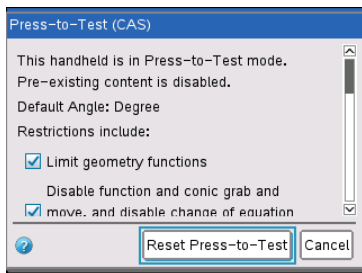 Press-to-Test (CAS)
This handheld is in Press-to-Test mode.
Pre-existing content is disabled.
Default Angle: Degree
Restrictions include:
Limit geometry functions
Disable function and conic grab and
move, and disable change of equation
Reset Press-to-Test Cancel